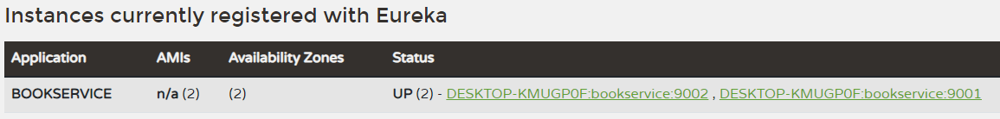 Instances currently registered with Eureka
Application AMIs Availability Zones Status
BOOKSERVICE n/a (2) (2) UP (2) - DESKTOP-KMUGP0F:bookservice:9002 , DESKTOP-KMUGP0F:bookservice:9001